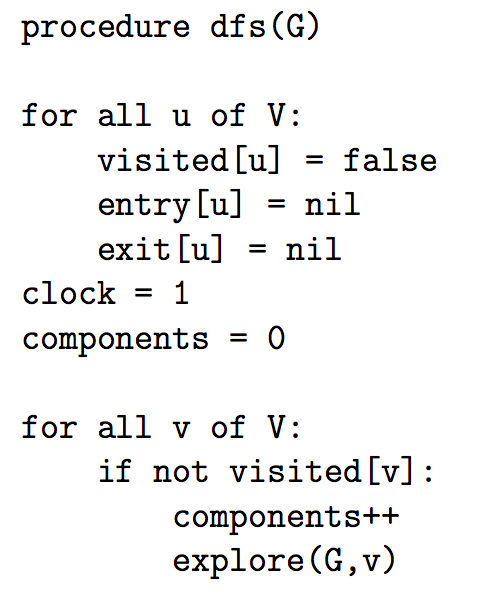 procedure dfs(G)
for all u of V:
visited[u] = false
entry[u] = nil
exit[u] = nil
clock = 1
components = 0
for all v of V:
if not visited[v]:
components++
explore(G,v)